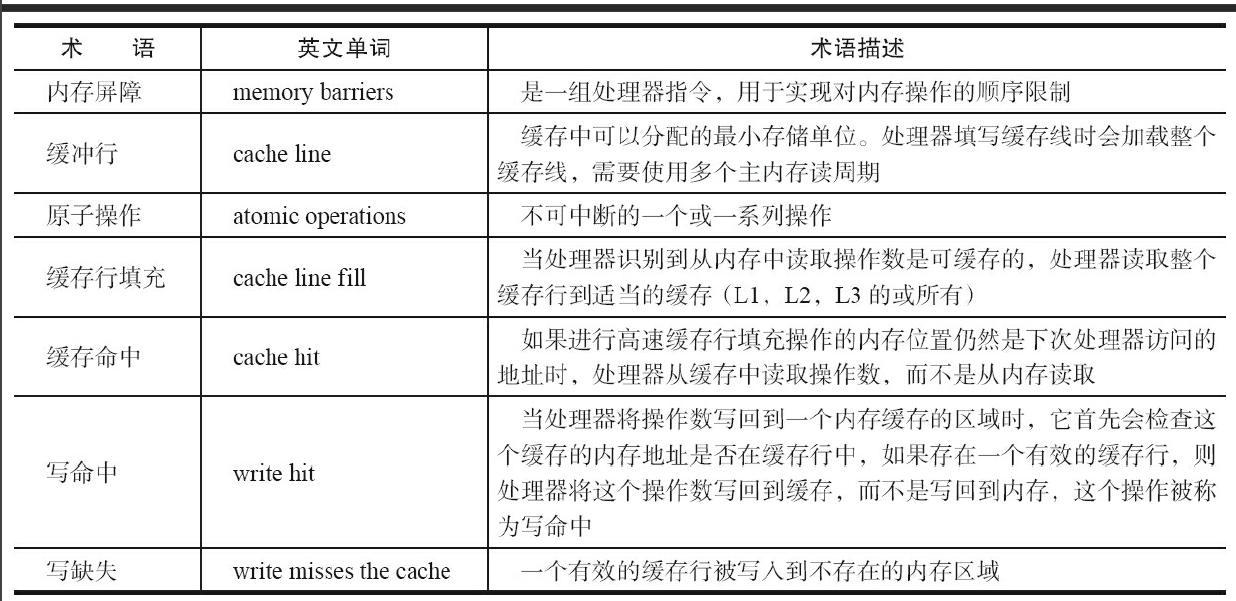 术 语 英文单词 术语描述
内存屏障 memory barriers 是一组处理器指令，用于实现对内存操作的顺序限制
缓冲行 cache line 缓存中可以分配的最小存储单位。处理器填写缓存线时会加载整个
缓存线，需要使用多个主内存读周期
原子操作 atomic operations 不可中断的一个或一系列操作
缓存行填充 cache line fill 当处理器识别到从内存中读取操作数是可缓存的，处理器读取整个
缓存行到适当的缓存（L1，L2，L3 的或所有）
缓存命中 cache hit 如果进行高速缓存行填充操作的内存位置仍然是下次处理器访问的
地址时，处理器从缓存中读取操作数，而不是从内存读取
写命中 write hit 当处理器将操作数写回到一个内存缓存的区域时，它首先会检查这
个缓存的内存地址是否在缓存行中，如果存在一个有效的缓存行，则
处理器将这个操作数写回到缓存，而不是写回到内存，这个操作被称
为写命中
写缺失 write misses the cache 一个有效的缓存行被写入到不存在的内存区域